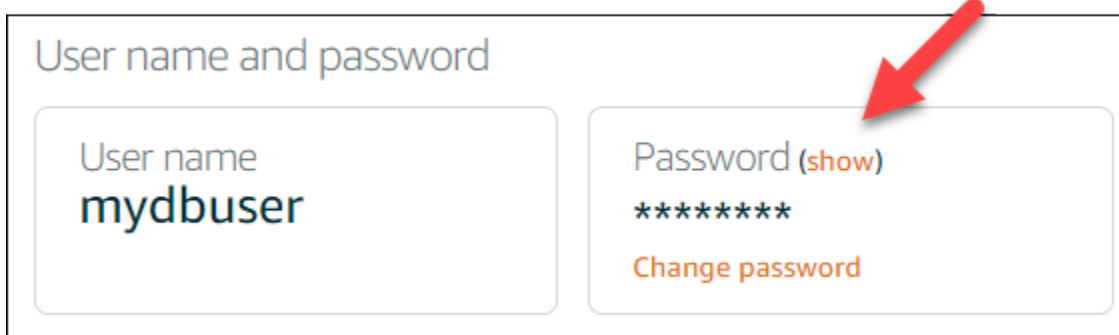 User name and password
User name
mydbuser
Password (show)
********
Change password